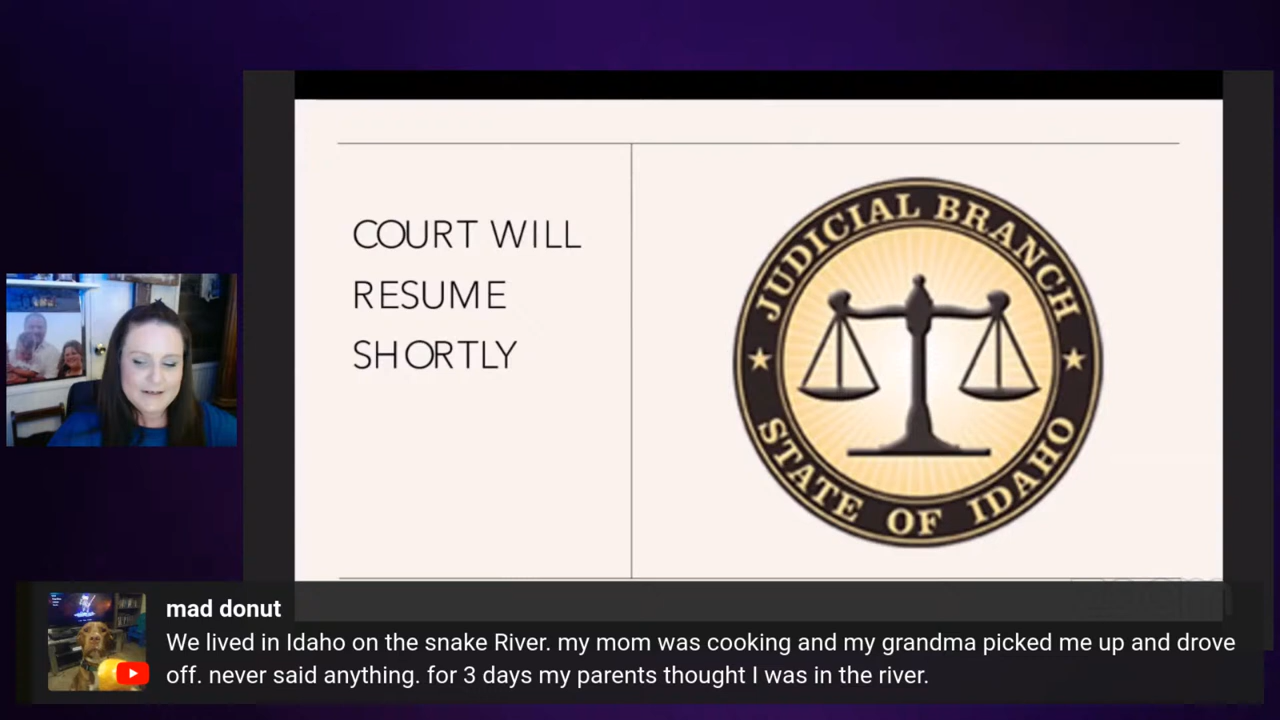 COURT WILL
RESUME
SHORTLY
JUDICIAL BRANCH
STATE OF IDAHO
mad donut
We lived in Idaho on the snake River. my mom was cooking and my grandma picked me up and drove
off. never said anything. for 3 days my parents thought I was in the river.